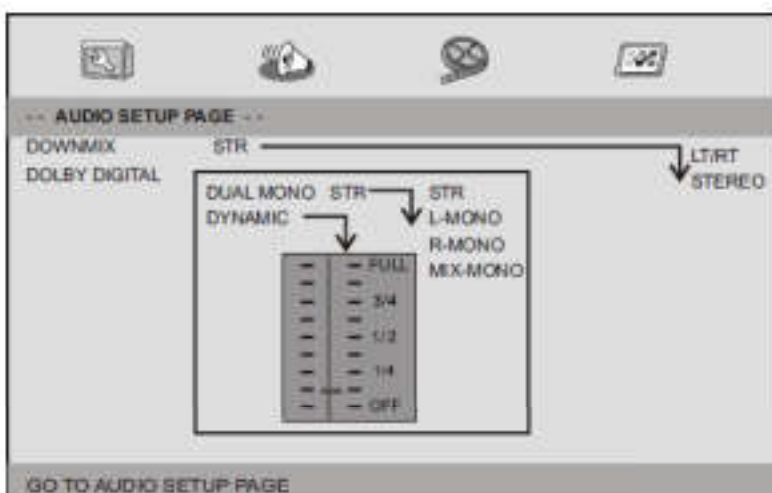 -- AUDIO SETUP PAGE --
DOWNMIX STR LT/RT
STEREO
DOLBY DIGITAL
DUAL MONO STR STR
DYNAMIC L-MONO
R-MONO
MIX-MONO
FULL
3/4
1/2
1/4
OFF
GO TO AUDIO SETUP PAGE